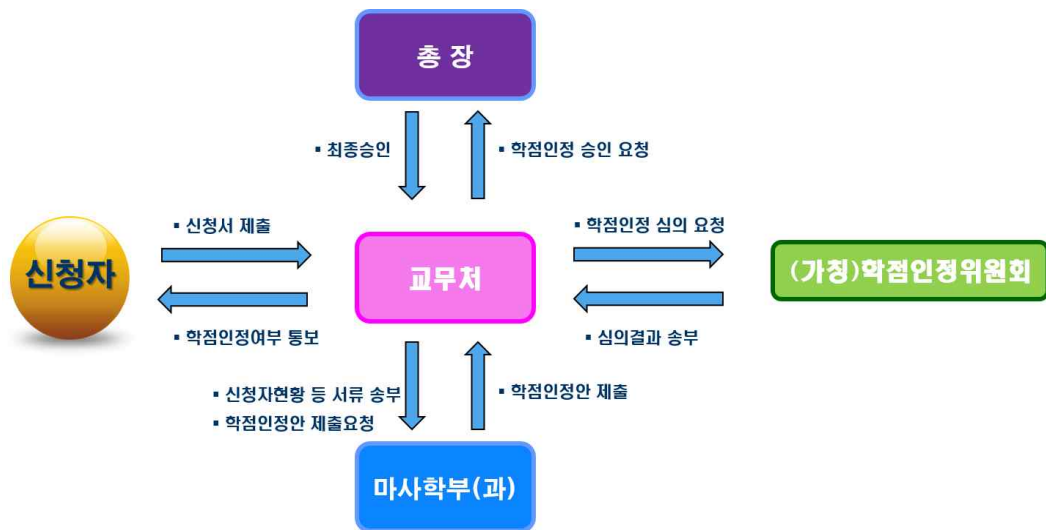 총 장
▪ 최종승인
▪ 학점인정 승인 요청
▪ 신청서 제출
▪ 학점인정 심의 요청
신청자
교무처
(가칭)학점인정위원회
▪ 학점인정여부 통보
▪ 심의결과 송부
▪ 신청자현황 등 서류 송부
▪ 학점인정안 제출요청
▪ 학점인정안 제출
마사학부(과)